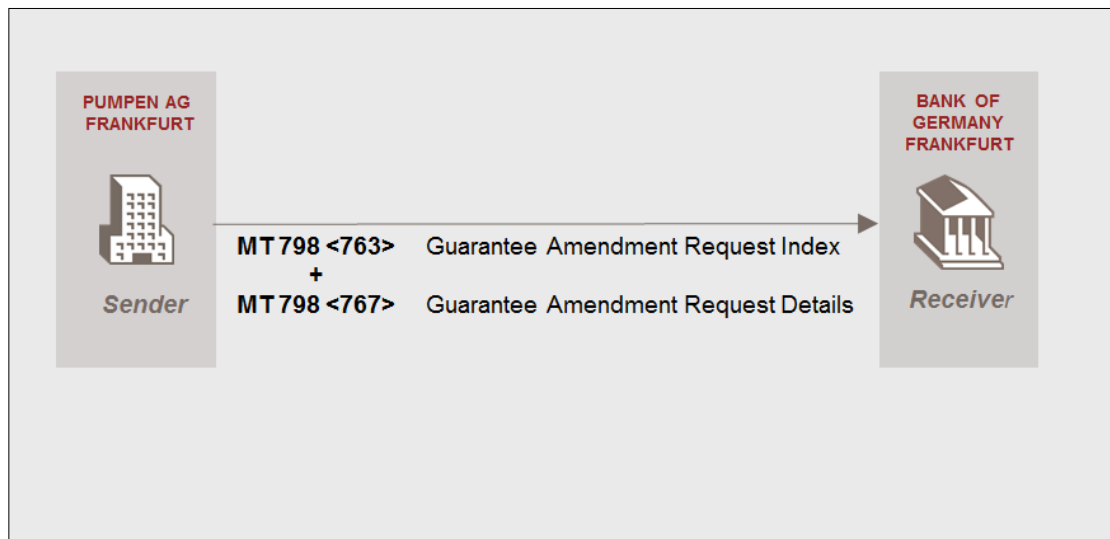 PUMPEN AG
FRANKFURT
Sender
MT 798 <763> Guarantee Amendment Request Index
+
MT 798 <767> Guarantee Amendment Request Details
BANK OF
GERMANY
FRANKFURT
Receiver